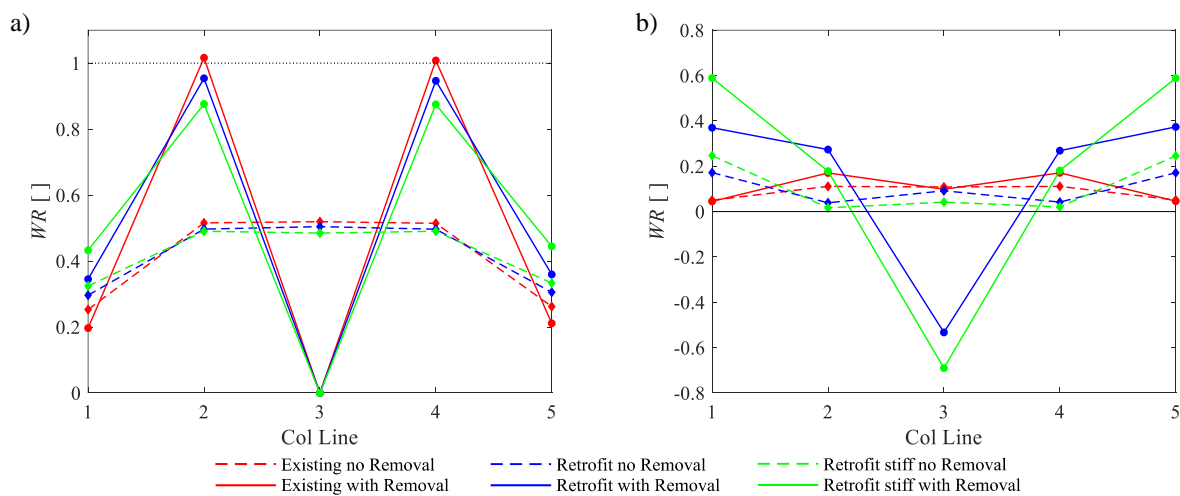 a)
b)
1
0.8
0.6
0.4
0.2
0
WR [ ]
1 2 3 4 5
Col Line
0.8
0.6
0.4
0.2
0
-0.2
-0.4
-0.6
-0.8
WR [ ]
1 2 3 4 5
Col Line
Existing no Removal
Retrofit no Removal
Retrofit stiff no Removal
Existing with Removal
Retrofit with Removal
Retrofit stiff with Removal